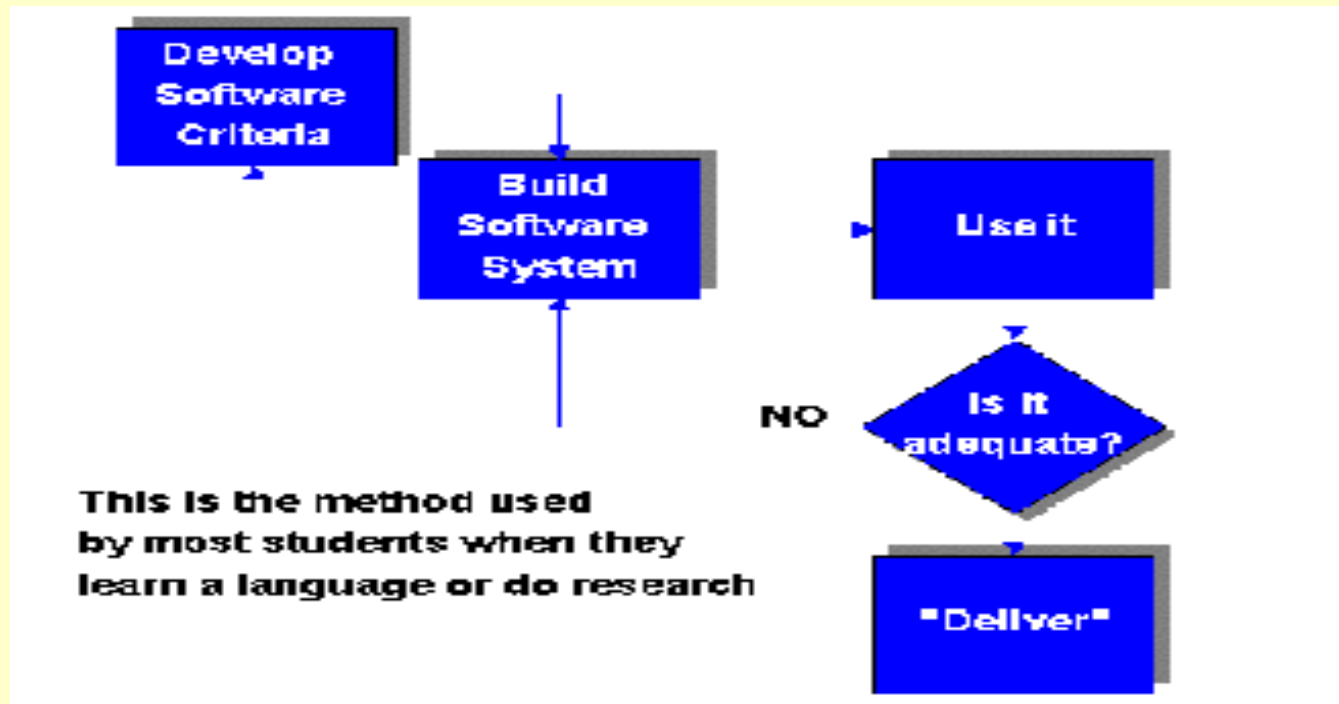 Develop
Software
Criteria
Build
Software
System
Use it
Is it
adequate?
NO
This is the method used
by most students when they
learn a language or do research
"Deliver"